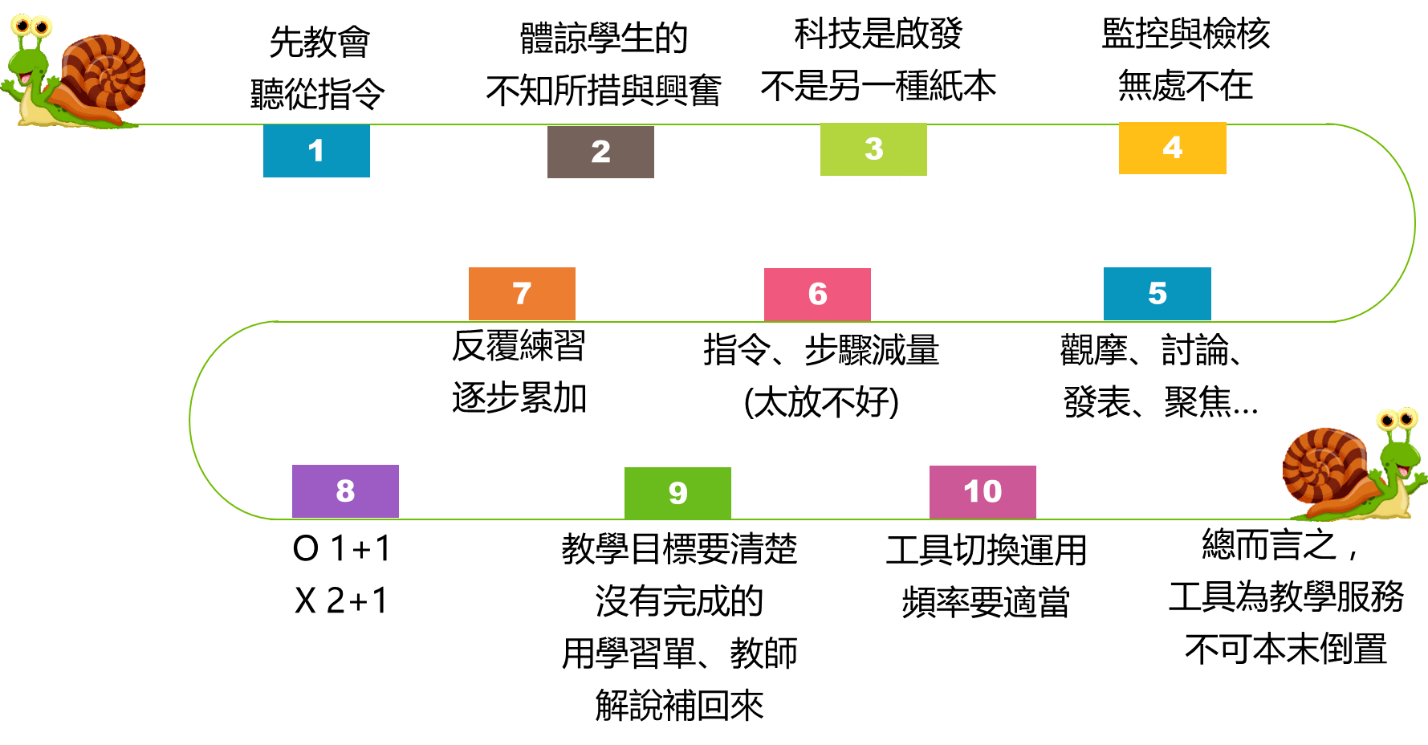 先教會
聽從指令
1
體諒學生的
不知所措與興奮
2
科技是啟發
不是另一種紙本
3
監控與檢核
無處不在
4
5
觀摩、討論、
發表、聚焦…
6
指令、步驟減量
(太放不好)
7
反覆練習
逐步累加
8
O 1+1
X 2+1
9
教學目標要清楚
沒有完成的
用學習單、教師
解說補回來
10
工具切換運用
頻率要適當
總而言之，
工具為教學服務
不可本末倒置